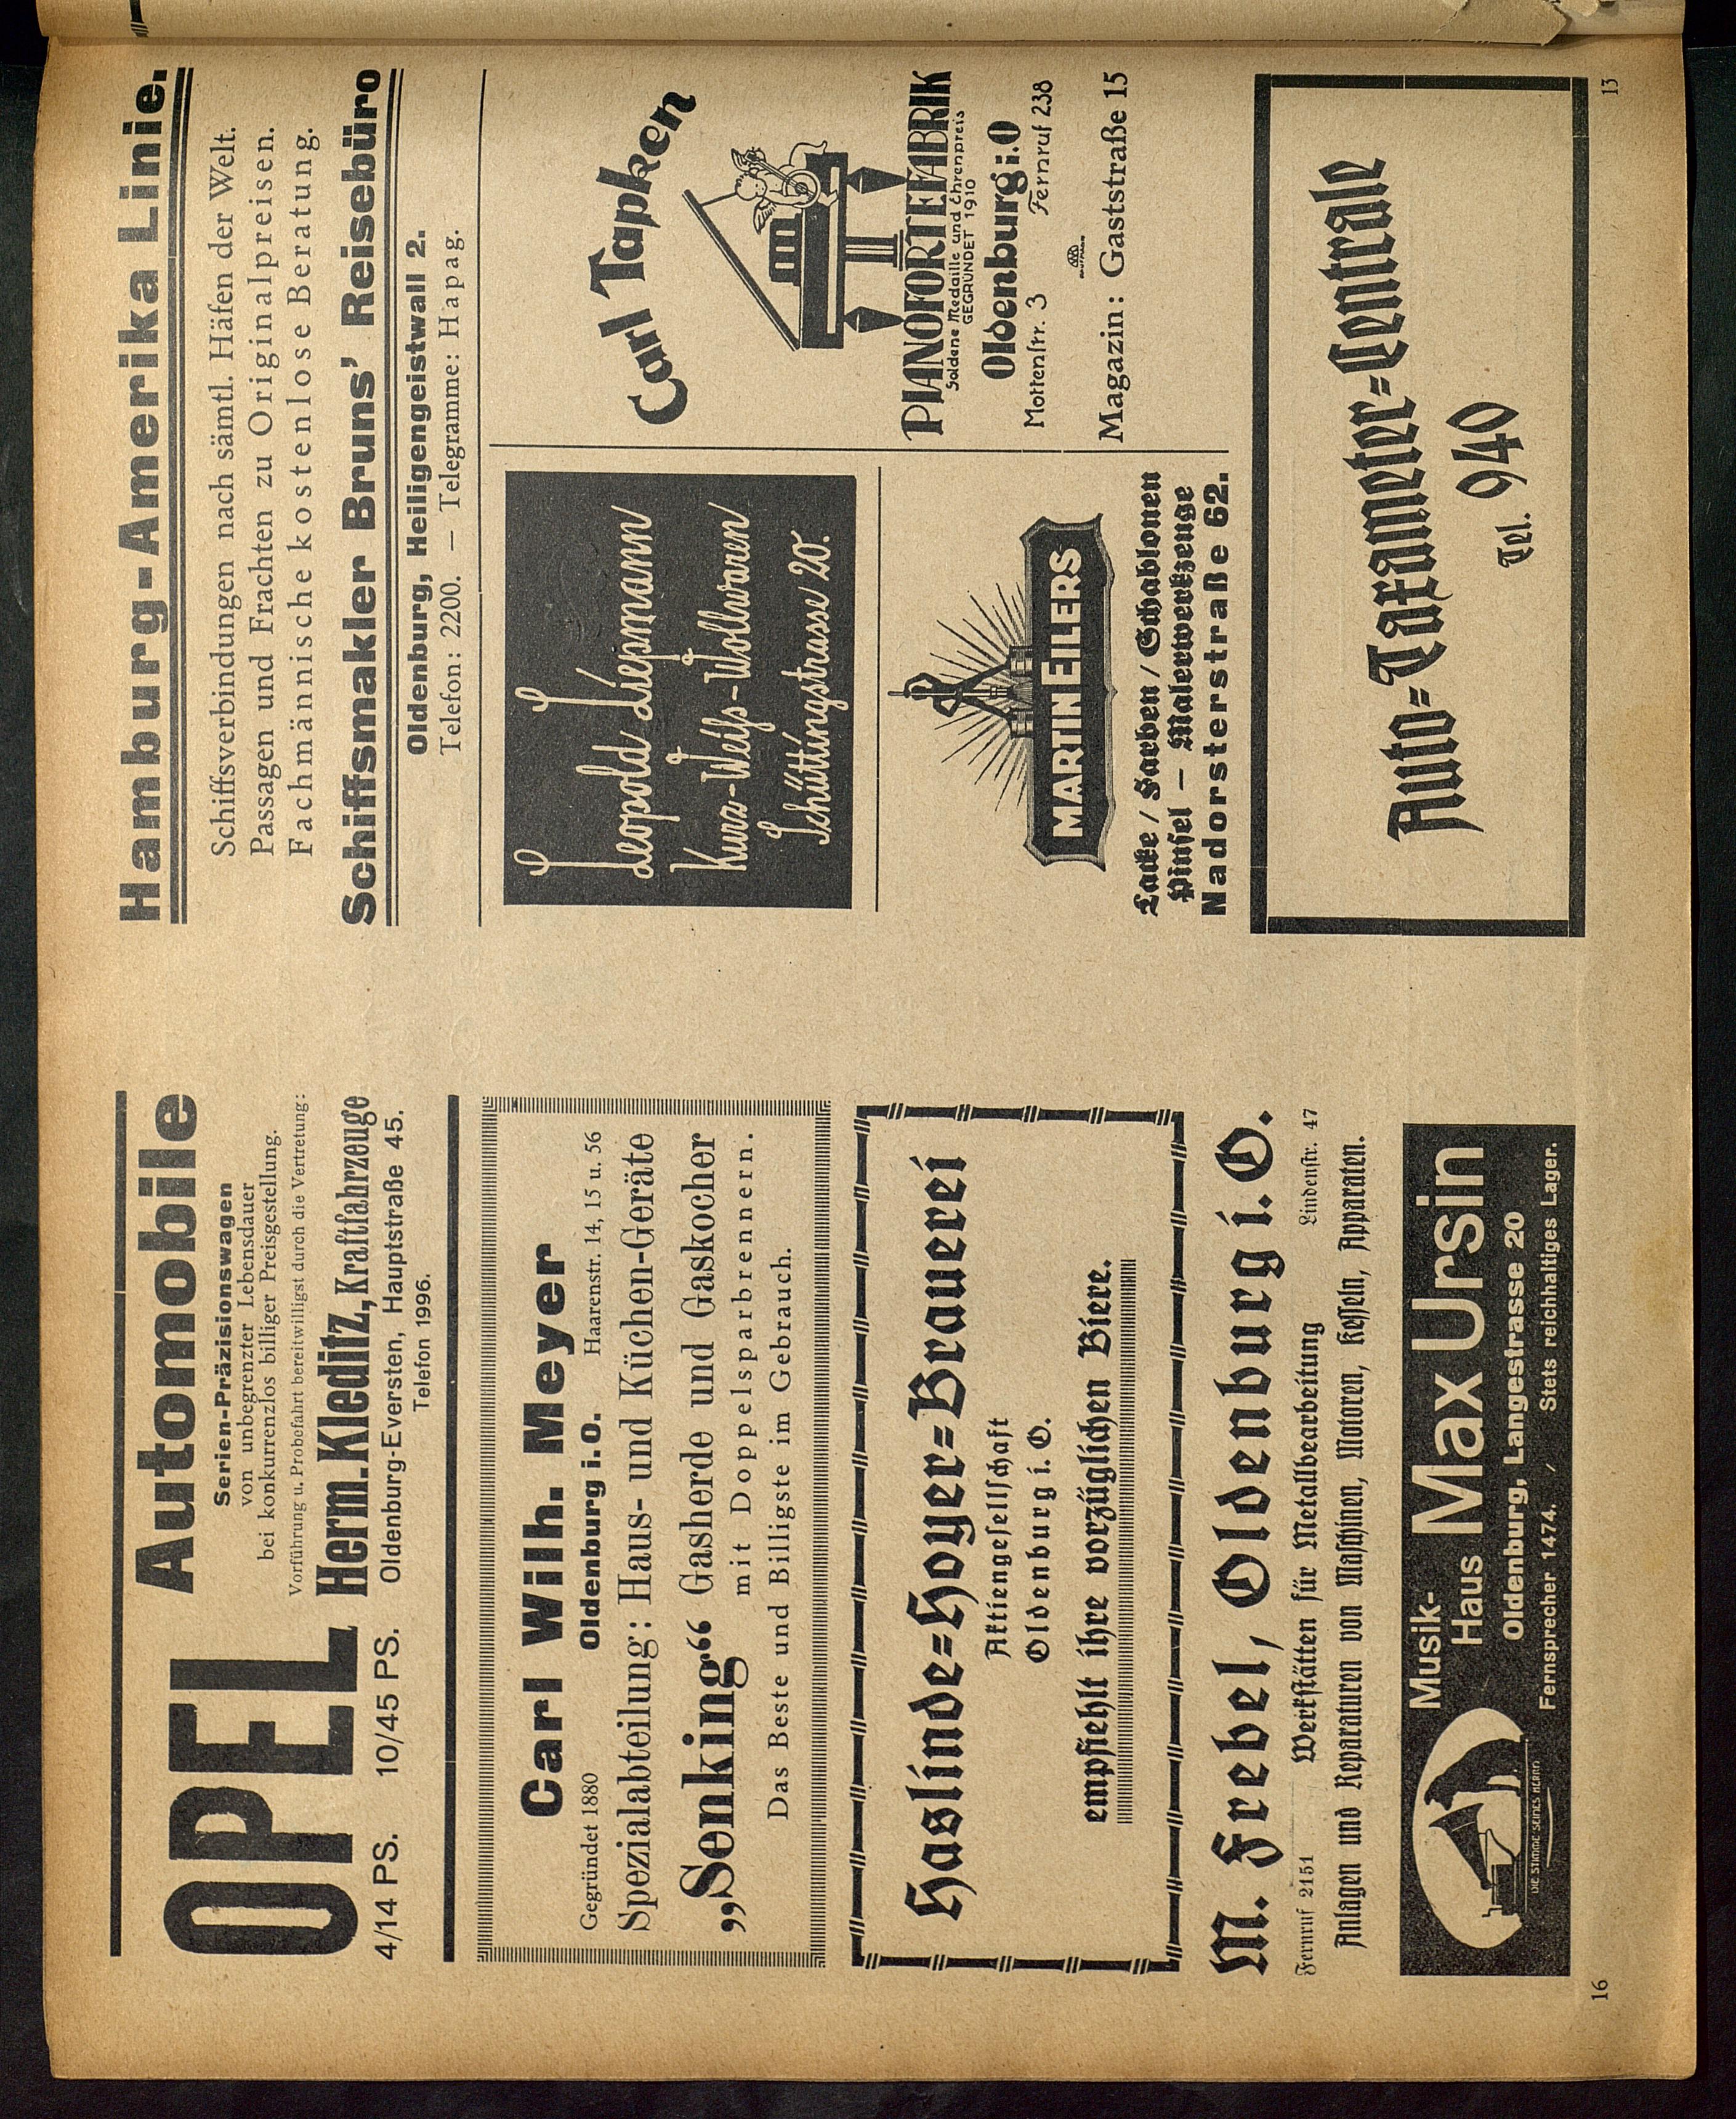 OPEL Automobile
Serien-Präzisionswagen
von unbegrenzter Lebensdauer
bei konkurrenzlos billiger Preisgestellung.
Vorführung u. Probefahrt bereitwilligst durch die Vertretung:
Herm. Kleditz, Kraftfahrzeuge
4/14 PS. 10/45 PS.
Oldenburg-Eversten, Hauptstraße 45.
Telefon 1996.
Carl Wilh. Meyer
Gegründet 1880 Oldenburg i.O. Haarenstr. 14, 15 u. 56
Spezialabteilung: Haus- und Küchen-Geräte
„Senking“ Gasherde und Gaskocher
mit Doppelsparbrennern.
Das Beste und Billigste im Gebrauch.
Haslinde=Hoyer=Brauerei
Aktiengesellschaft
Oldenburg i. O.
empfiehlt ihre vorzüglichen Biere.
M. Frebel, Oldenburg i. O.
Fernruf 2151 Werkstätten für Metallbearbeitung Lindenstr. 47
Anlagen und Reparaturen von Maschinen, Motoren, Kesseln, Apparaten.
Musik-
Haus Max Ursin
Oldenburg, Langestrasse 20
Fernsprecher 1474. / Stets reichhaltiges Lager.
DIE STIMME SEINES HERRN
16
Hamburg-Amerika Linie.
Schiffsverbindungen nach sämtl. Häfen der Welt.
Passagen und Frachten zu Originalpreisen.
Fachmännische kostenlose Beratung.
Schiffsmakler Bruns’ Reisebüro
Oldenburg, Heiligengeistwall 2.
Telefon: 2200. — Telegramme: Hapag.
Leopold Liepmann
Kurz-Weiß-Wollwaren
Schüttingstrasse 20.
MARTIN EILERS
Lacke / Farben / Schablonen
Pinsel — Malerwerkzeuge
Nadorsterstraße 62.
Carl Tapken
PIANOFORTEFABRIK
Goldene Medaille und Ehrenpreis
GEGRÜNDET 1910
Oldenburg i.O
Mottenstr. 3 Fernruf 238
Magazin: Gaststraße 15
Auto=Taxameter=Centrale
Tel. 940
13